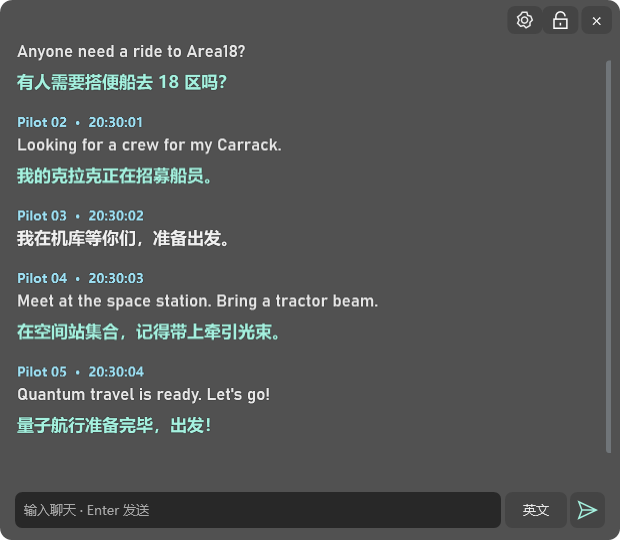 Anyone need a ride to Area18?
有人需要搭便船去 18 区吗?
Pilot 02 • 20:30:01
Looking for a crew for my Carrack.
我的克拉克正在招募船员。
Pilot 03 • 20:30:02
我在机库等你们，准备出发。
Pilot 04 • 20:30:03
Meet at the space station. Bring a tractor beam.
在空间站集合，记得带上牵引光束。
Pilot 05 • 20:30:04
Quantum travel is ready. Let's go!
量子航行准备完毕，出发！
输入聊天 · Enter 发送
英文